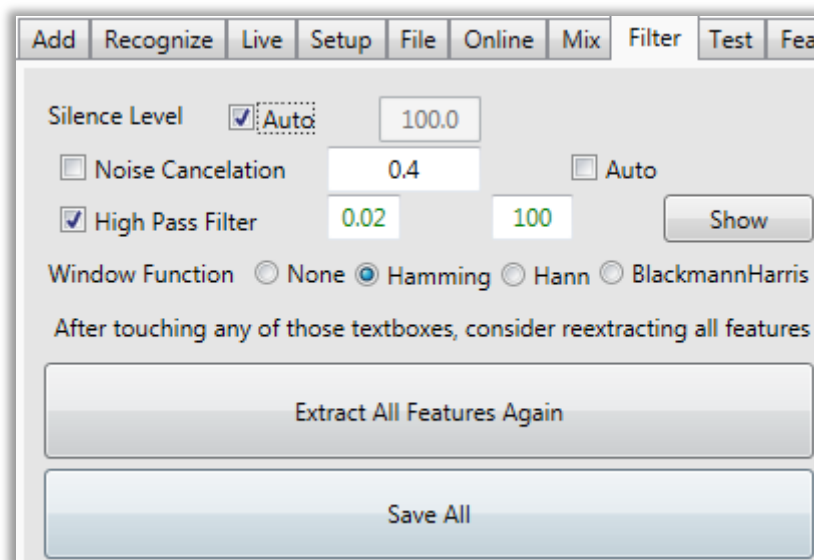 Add Recognize Live Setup File Online Mix Filter Test Fea
Silence Level Auto 100.0
Noise Cancelation 0.4 Auto
High Pass Filter 0.02 100 Show
Window Function None Hamming Hann BlackmannHarris
After touching any of those textboxes, consider reextracting all features
Extract All Features Again
Save All